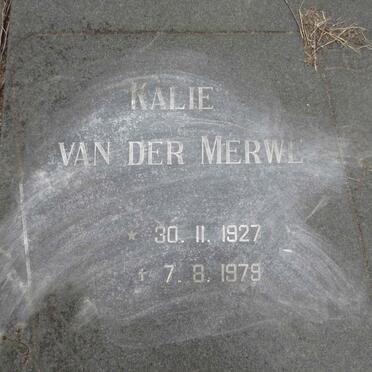 KALIE
VAN DER MERWE
* 30. 11. 1927
† 7. 8. 1979